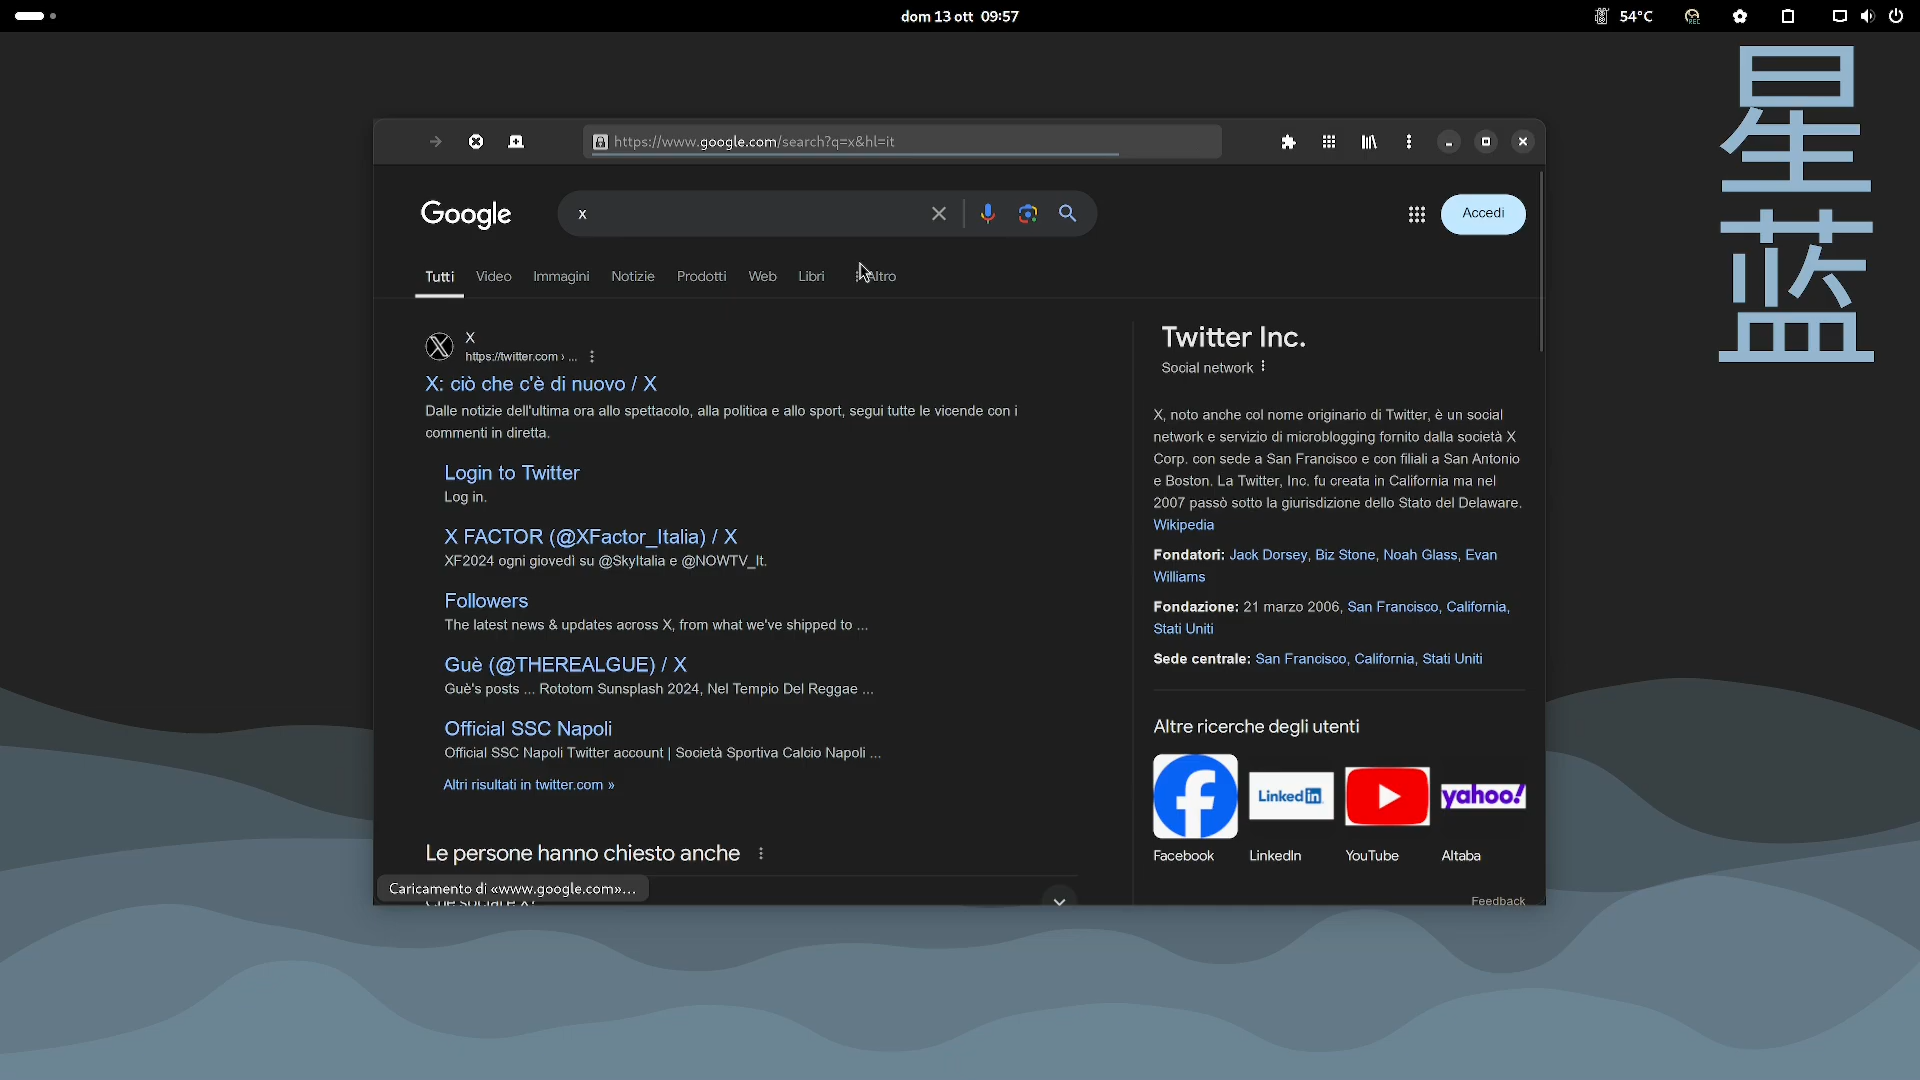 dom 13 ott 09:57
54°C
REC
星
蓝
https://www.google.com/search?q=x&hl=it
Google
x
Accedi
Tutti
Video
Immagini
Notizie
Prodotti
Web
Libri
Altro
X
https://twitter.com › ...
X: ciò che c'è di nuovo / X
Dalle notizie dell'ultima ora allo spettacolo, alla politica e allo sport, segui tutte le vicende con i
commenti in diretta.
Login to Twitter
Log in.
X FACTOR (@XFactor_Italia) / X
XF2024 ogni giovedì su @SkyItalia e @NOWTV_It.
Followers
The latest news & updates across X, from what we've shipped to ...
Guè (@THEREALGUE) / X
Guè's posts ... Rototom Sunsplash 2024, Nel Tempio Del Reggae ...
Official SSC Napoli
Official SSC Napoli Twitter account | Società Sportiva Calcio Napoli ...
Altri risultati in twitter.com »
Le persone hanno chiesto anche
Che social è X?
Caricamento di «www.google.com»...
Twitter Inc.
Social network
X, noto anche col nome originario di Twitter, è un social
network e servizio di microblogging fornito dalla società X
Corp. con sede a San Francisco e con filiali a San Antonio
e Boston. La Twitter, Inc. fu creata in California ma nel
2007 passò sotto la giurisdizione dello Stato del Delaware.
Wikipedia
Fondatori: Jack Dorsey, Biz Stone, Noah Glass, Evan
Williams
Fondazione: 21 marzo 2006, San Francisco, California,
Stati Uniti
Sede centrale: San Francisco, California, Stati Uniti
Altre ricerche degli utenti
Linked in
yahoo!
Facebook
LinkedIn
YouTube
Altaba
Feedback